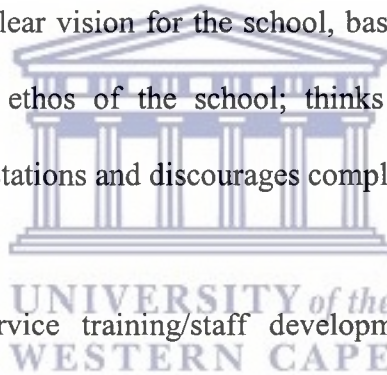 lear vision for the school, bas
ethos of the school; thinks
tations and discourages compl
UNIVERSITY of the
rvice training/staff developm
WESTERN CAPE